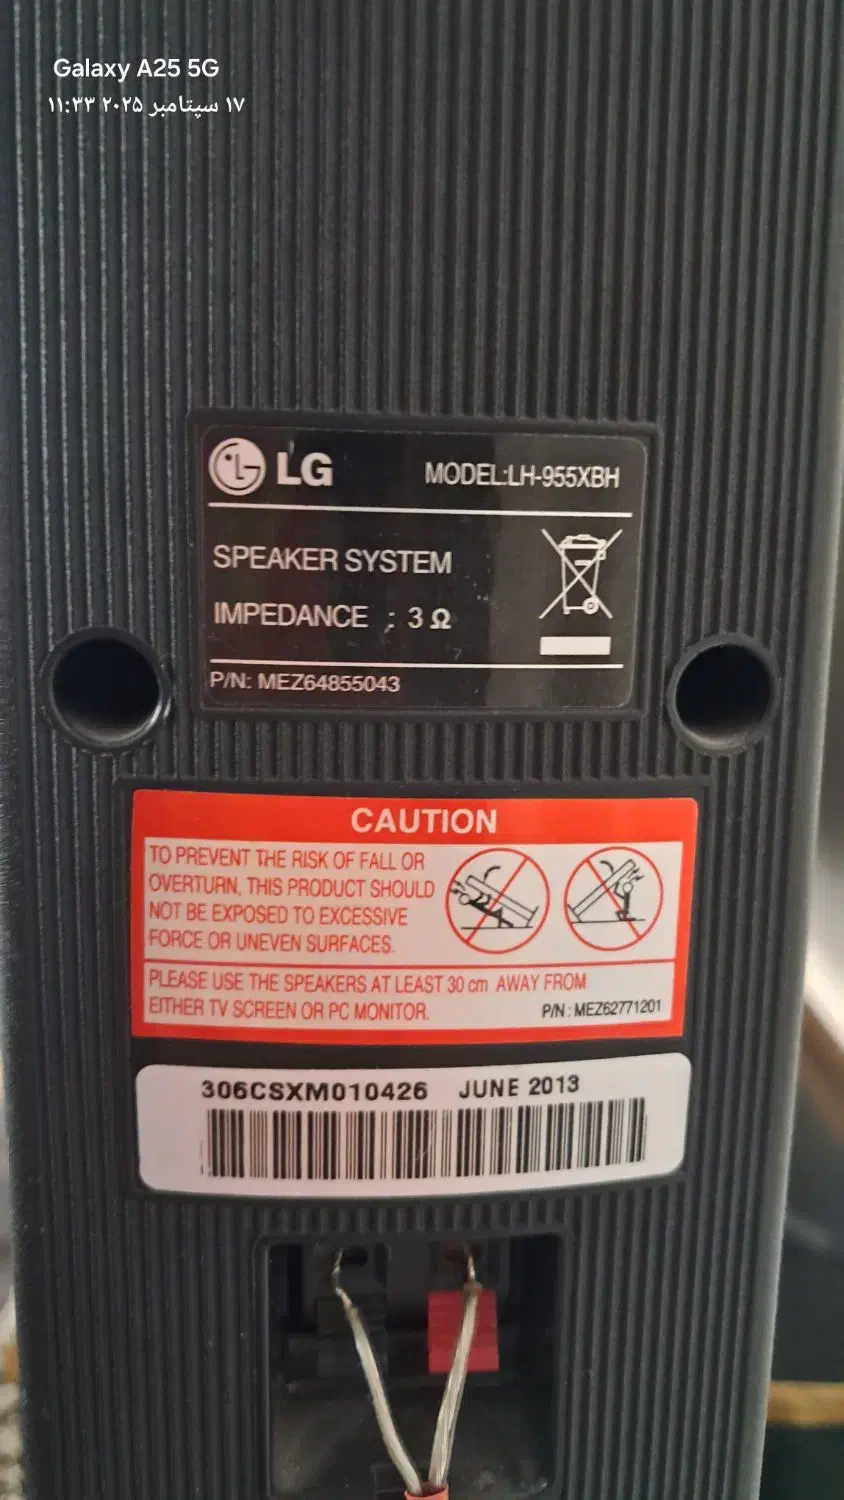 Galaxy A25 5G
۱۷ سپتامبر ۲۰۲۵ ۱۱:۳۳
LG MODEL:LH-955XBH
SPEAKER SYSTEM
IMPEDANCE : 3 Ω
P/N: MEZ64855043
CAUTION
TO PREVENT THE RISK OF FALL OR
OVERTURN, THIS PRODUCT SHOULD
NOT BE EXPOSED TO EXCESSIVE
FORCE OR UNEVEN SURFACES.
PLEASE USE THE SPEAKERS AT LEAST 30 cm AWAY FROM
EITHER TV SCREEN OR PC MONITOR. P/N : MEZ62771201
306CSXM010426 JUNE 2013